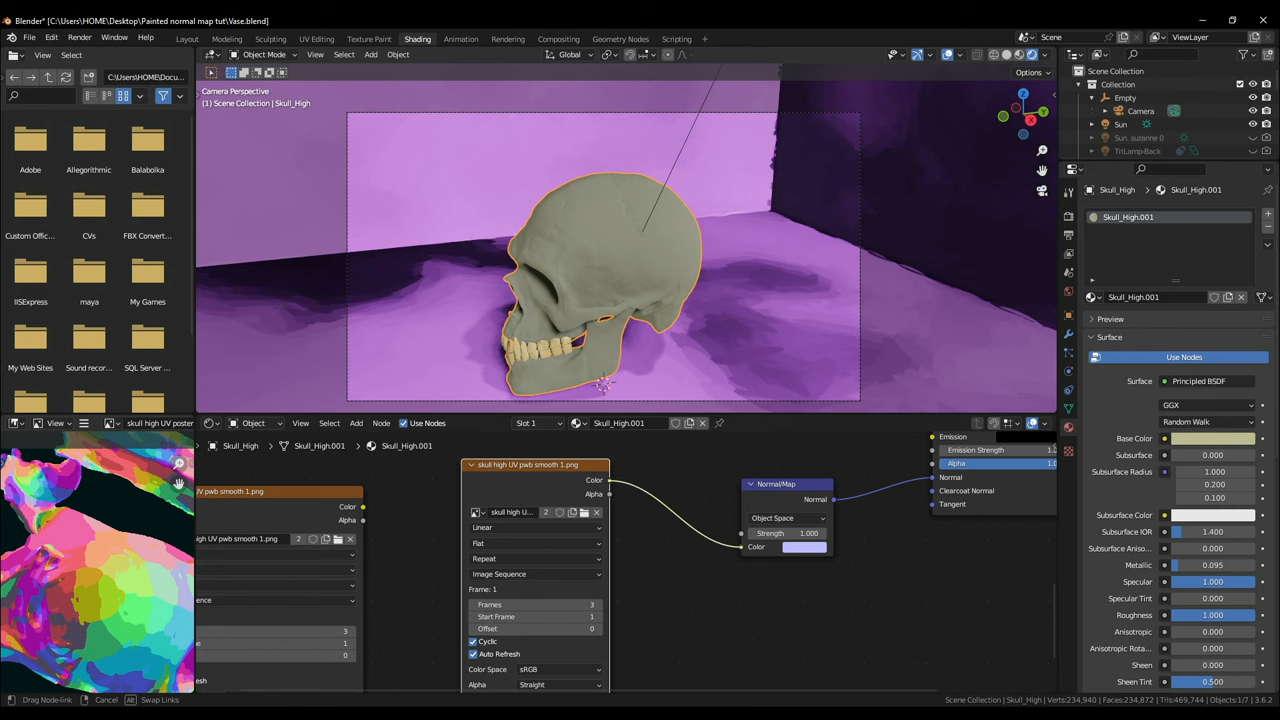 Blender* [C:\Users\HOME\Desktop\Painted normal map tut\Vase.blend]
File Edit Render Window Help Layout Modeling Sculpting UV Editing Texture Paint Shading Animation Rendering Compositing Geometry Nodes Scripting Scene ViewLayer
View Select Object Mode View Select Add Object Global
C:\Users\HOME\Docu...
Options
Camera Perspective
(1) Scene Collection | Skull_High
Adobe Allegorithmic Balabolka
Custom Offic... CVs FBX Convert...
IISExpress maya My Games
My Web Sites Sound recor... SQL Server ...
X Y Z
Scene Collection
Collection
Empty
Camera
Sun
Sun. suzanne 0
TriLamp-Back
Skull_High Skull_High.001
Skull_High.001
Skull_High.001
Preview
Surface
Use Nodes
Surface Principled BSDF
GGX
Random Walk
Base Color
Subsurface 0.000
Subsurface Radius 1.000
0.200
0.100
Subsurface Color
Subsurface IOR 1.400
Subsurface Aniso... 0.000
Metallic 0.095
Specular 1.000
Specular Tint 0.000
Roughness 1.000
Anisotropic 0.000
Anisotropic Rota... 0.000
Sheen 0.000
Sheen Tint 0.500
View skull high UV poster Object View Select Add Node Use Nodes Slot 1 Skull_High.001
Skull_High Skull_High.001 Skull_High.001
UV pwb smooth 1.png
Color
Alpha
skull high UV pwb smooth 1.png 2
ence
3
1
0
esh
skull high UV pwb smooth 1.png
Color
Alpha
skull high U... 2
Linear
Flat
Repeat
Image Sequence
Frame: 1
Frames 3
Start Frame 1
Offset 0
Cyclic
Auto Refresh
Color Space sRGB
Alpha Straight
Normal/Map
Normal
Object Space
Strength 1.000
Color
Emission
Emission Strength 1.0
Alpha 1.0
Normal
Clearcoat Normal
Tangent
Drag Node-link Cancel Alt Swap Links Scene Collection | Skull_High | Verts:234,940 | Faces:234,872 | Tris:469,744 | Objects:1/7 | 3.6.2